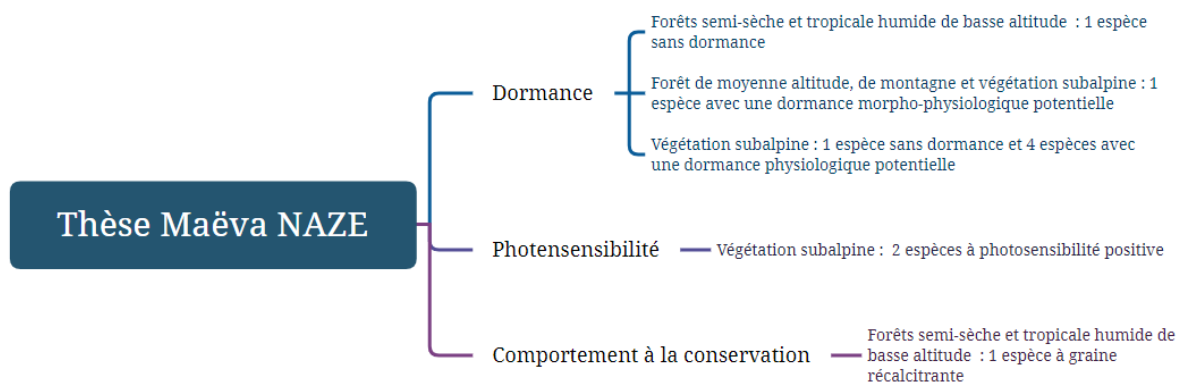 Thèse Maëva NAZE
Dormance
Forêts semi-sèche et tropicale humide de basse altitude : 1 espèce
sans dormance
Forêt de moyenne altitude, de montagne et végétation subalpine : 1
espèce avec une dormance morpho-physiologique potentielle
Végétation subalpine : 1 espèce sans dormance et 4 espèces avec
une dormance physiologique potentielle
Photensensibilité
Végétation subalpine : 2 espèces à photosensibilité positive
Comportement à la conservation
Forêts semi-sèche et tropicale humide de
basse altitude : 1 espèce à graine
récalcitrante